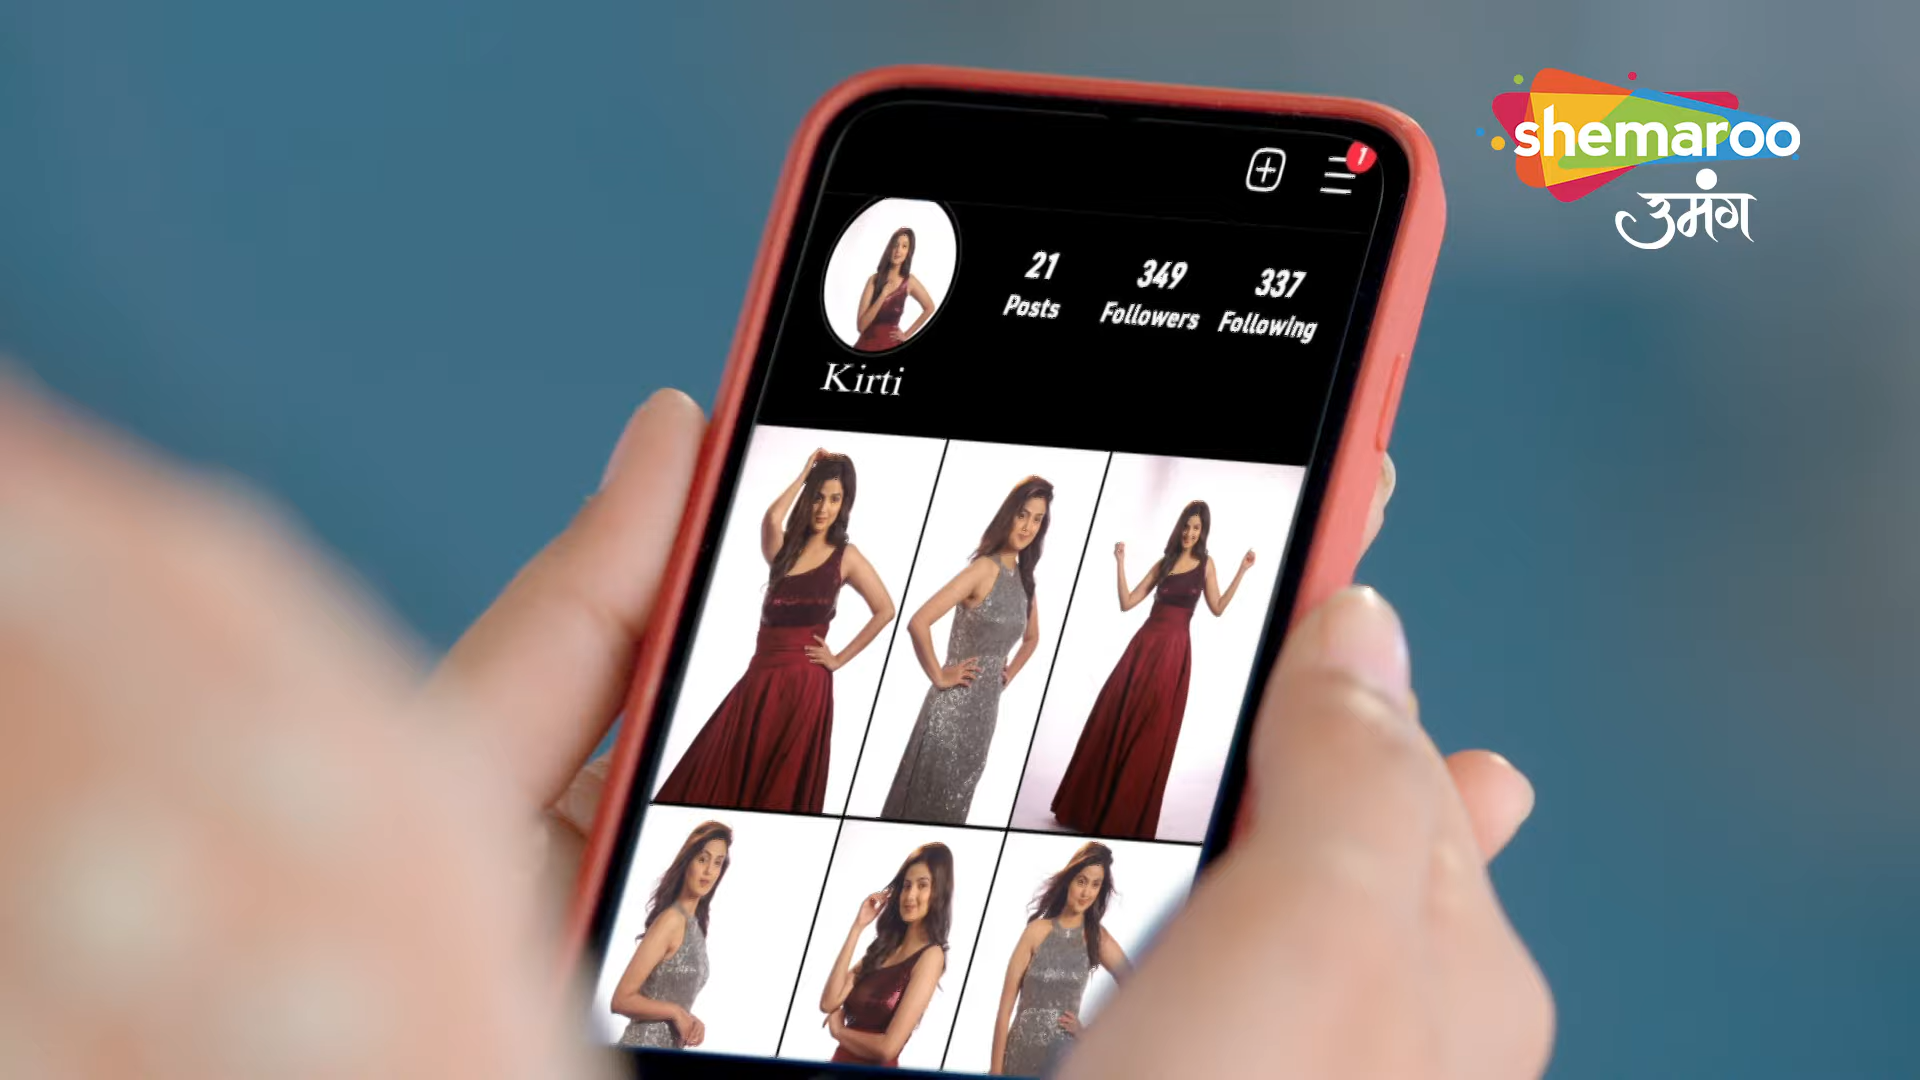 shemaroo
उमंग
1
21
Posts
349
Followers
337
Following
Kirti